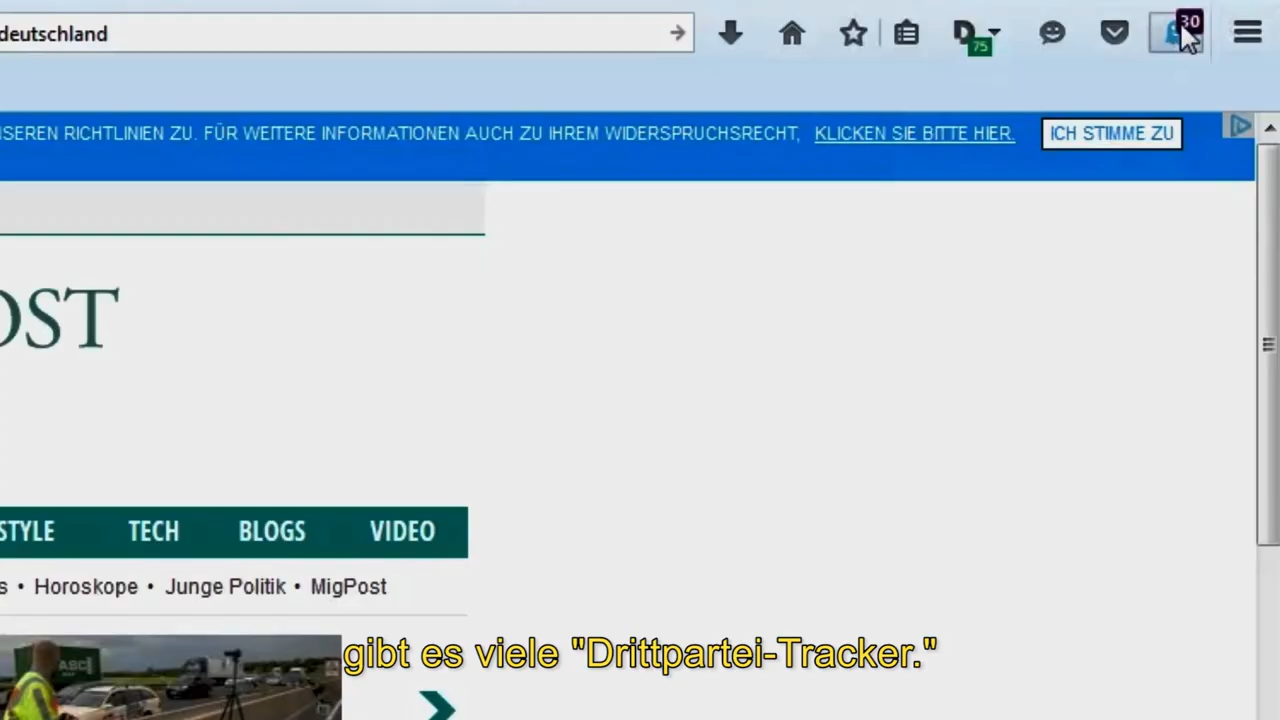 deutschland
30
75
SEREN RICHTLINIEN ZU. FÜR WEITERE INFORMATIONEN AUCH ZU IHREM WIDERSPRUCHSRECHT, KLICKEN SIE BITTE HIER. ICH STIMME ZU
OST
STYLE TECH BLOGS VIDEO
s • Horoskope • Junge Politik • MigPost
ASC
gibt es viele "Drittpartei-Tracker."